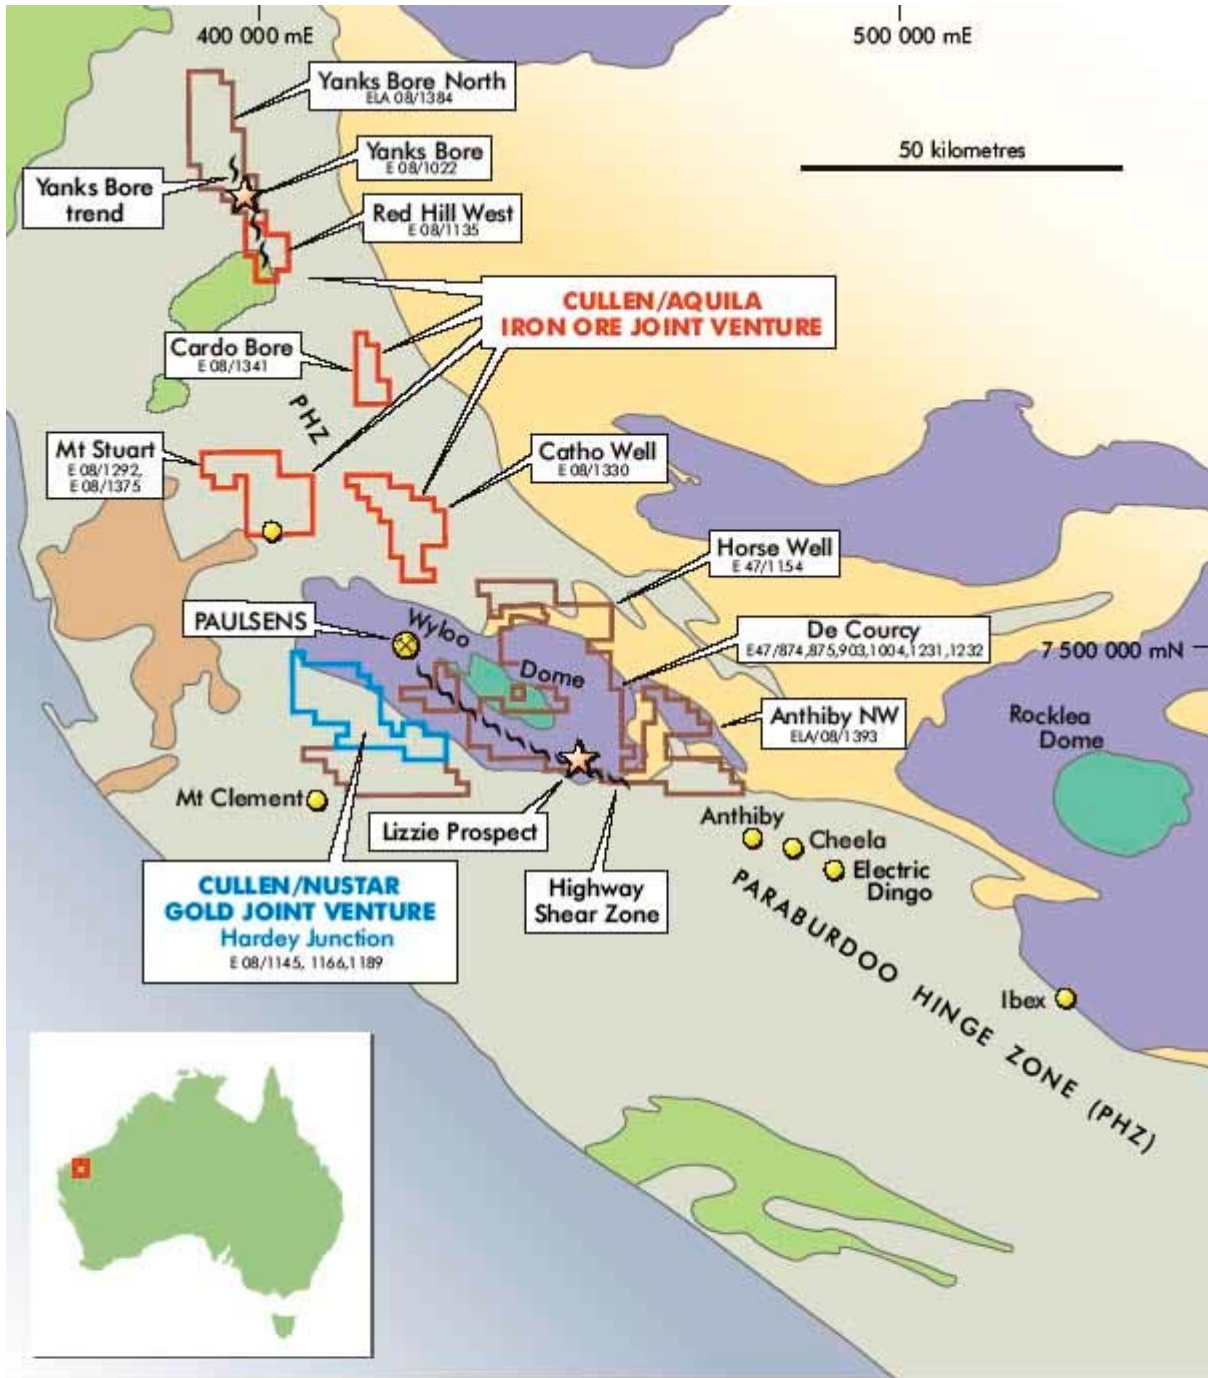 400 000 mE
500 000 mE
Yanks Bore North
ELA 08/1384
Yanks Bore
E 08/1022
50 kilometres
Yanks Bore
trend
Red Hill West
E 08/1135
CULLEN/AQUILA
IRON ORE JOINT VENTURE
Cardo Bore
E 08/1341
PHZ
Mt Stuart
E 08/1292,
E 08/1375
Catho Well
E 08/1330
Horse Well
E 47/1154
PAULSENS
Wyloo
Dome
De Courcy
E47/874,875,903,1004,1231,1232
7 500 000 mN
Anthiby NW
ELA/08/1393
Rocklea
Dome
Mt Clement
Lizzie Prospect
Anthiby
Cheela
Electric
Dingo
CULLEN/NUSTAR
GOLD JOINT VENTURE
Hardey Junction
E 08/1145, 1166,1189
Highway
Shear Zone
PARABURDOO HINGE ZONE (PHZ)
Ibex